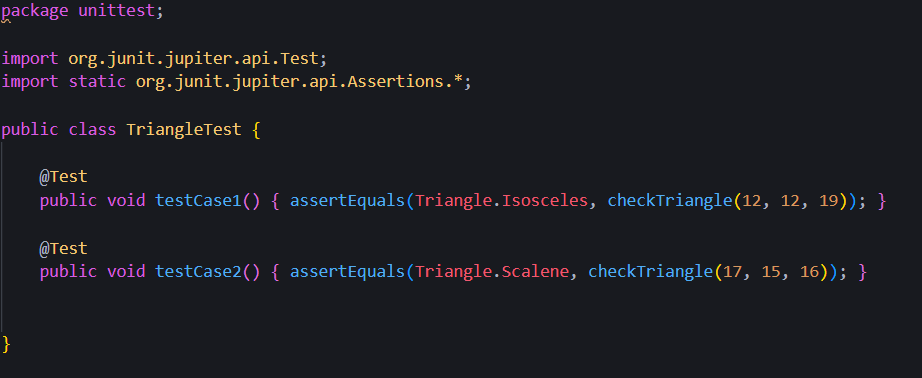 package unittest;
import org.junit.jupiter.api.Test;
import static org.junit.jupiter.api.Assertions.*;
public class TriangleTest {
@Test
public void testCase1() { assertEquals(Triangle.Isosceles, checkTriangle(12, 12, 19)); }
@Test
public void testCase2() { assertEquals(Triangle.Scalene, checkTriangle(17, 15, 16)); }
}